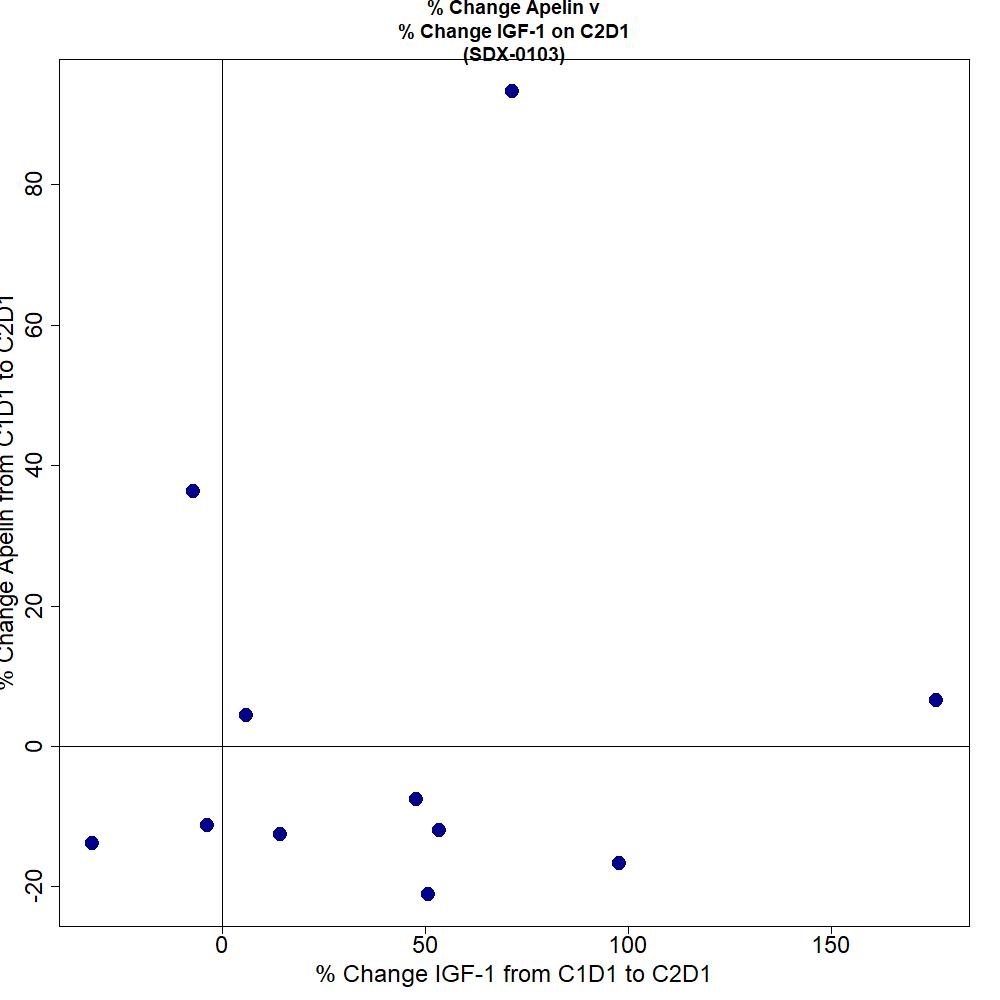 % Change Apelin v
% Change IGF-1 on C2D1
(SDX-0103)
% Change Apelin from C1D1 to C2D1
80
60
40
20
0
-20
0
50
100
150
% Change IGF-1 from C1D1 to C2D1